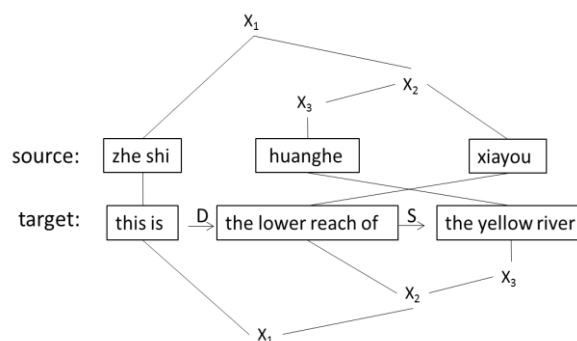 X₁
X₂
X₃
source: zhe shi huanghe xiayou
target: this is D the lower reach of S the yellow river
X₃
X₂
X₁